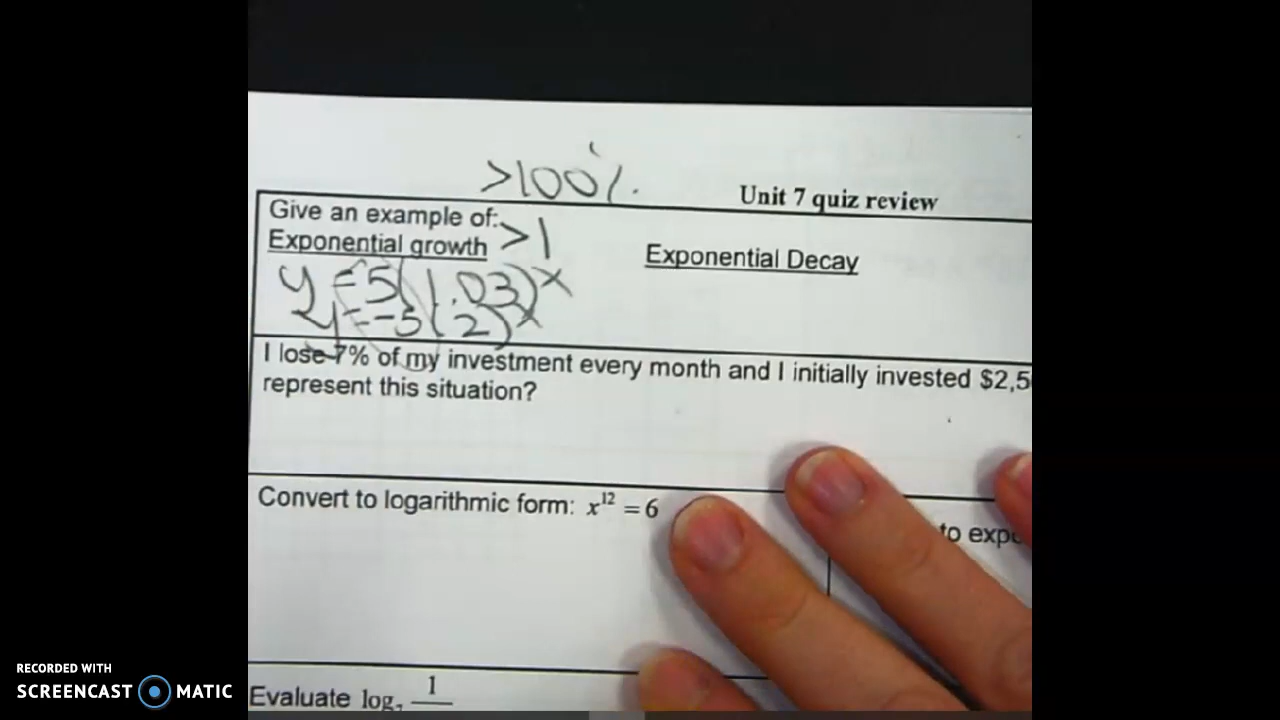 >100%
Unit 7 quiz review
Give an example of: >1
Exponential growth
Exponential Decay
y=5(1.03)^x
y=-5(2)^x
I lose 7% of my investment every month and I initially invested $2,5
represent this situation?
Convert to logarithmic form: x^12 = 6
to expo
Evaluate log 1
RECORDED WITH
SCREENCAST MATIC